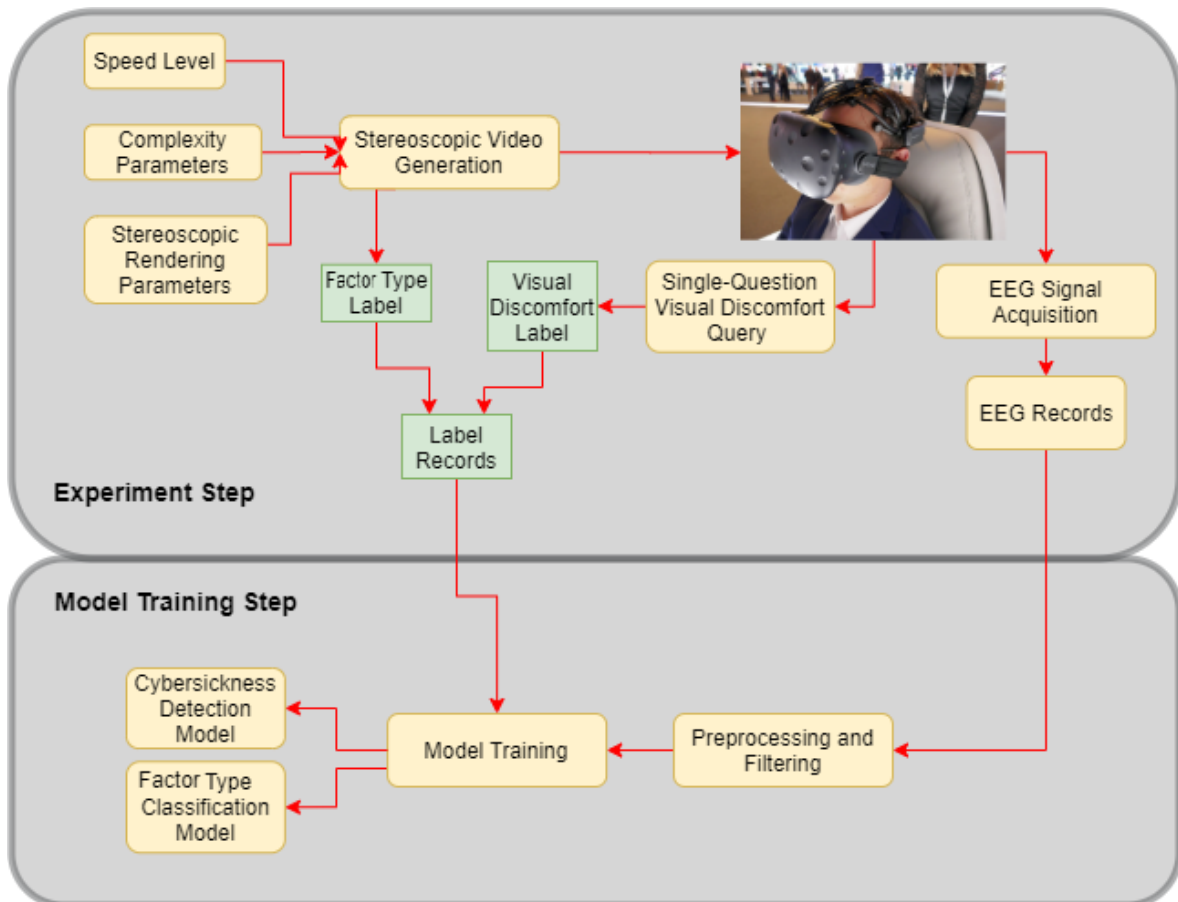 Speed Level
Complexity
Parameters
Stereoscopic
Rendering
Parameters
Stereoscopic Video
Generation
Factor Type
Label
Visual
Discomfort
Label
Single-Question
Visual Discomfort
Query
EEG Signal
Acquisition
EEG Records
Label
Records
Experiment Step
Model Training Step
Cybersickness
Detection
Model
Factor Type
Classification
Model
Model Training
Preprocessing and
Filtering